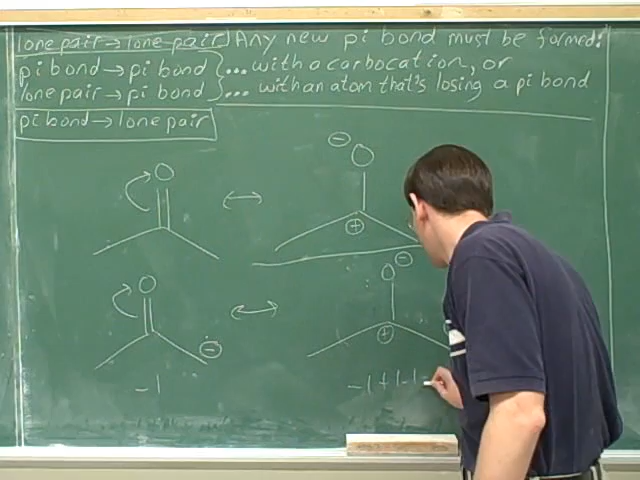 lone pair → lone pair } Any new pi bond must be formed:
pi bond → pi bond } ... with a carbocation, or
lone pair → pi bond } ... with an atom that's losing a pi bond
pi bond → lone pair
⊖
O O
↔
⊕
⊖
O O
↔
⊖ ⊕
-1 -1+1-1=